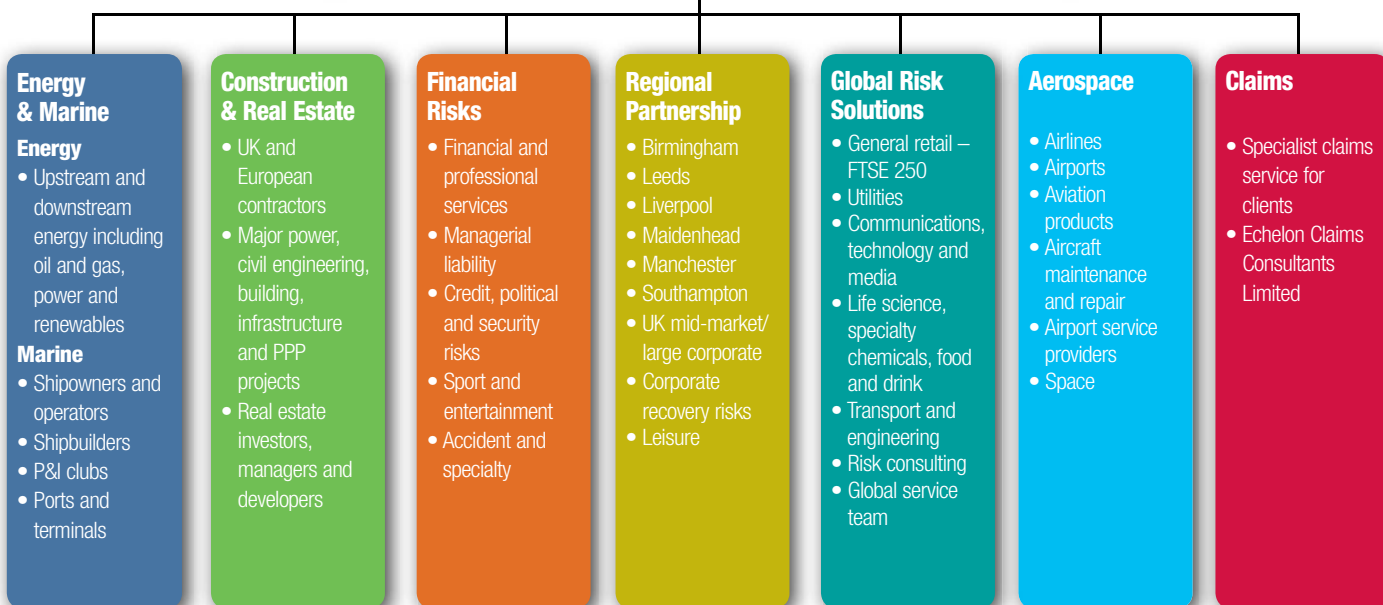 Energy
& Marine
Energy
• Upstream and
downstream
energy including
oil and gas,
power and
renewables
Marine
• Shipowners and
operators
• Shipbuilders
• P&I clubs
• Ports and
terminals
Construction
& Real Estate
• UK and
European
contractors
• Major power,
civil engineering,
building,
infrastructure
and PPP
projects
• Real estate
investors,
managers and
developers
Financial
Risks
• Financial and
professional
services
• Managerial
liability
• Credit, political
and security
risks
• Sport and
entertainment
• Accident and
specialty
Regional
Partnership
• Birmingham
• Leeds
• Liverpool
• Maidenhead
• Manchester
• Southampton
• UK mid-market/
large corporate
• Corporate
recovery risks
• Leisure
Global Risk
Solutions
• General retail –
FTSE 250
• Utilities
• Communications,
technology and
media
• Life science,
specialty
chemicals, food
and drink
• Transport and
engineering
• Risk consulting
• Global service
team
Aerospace
• Airlines
• Airports
• Aviation
products
• Aircraft
maintenance
and repair
• Airport service
providers
• Space
Claims
• Specialist claims
service for
clients
• Echelon Claims
Consultants
Limited